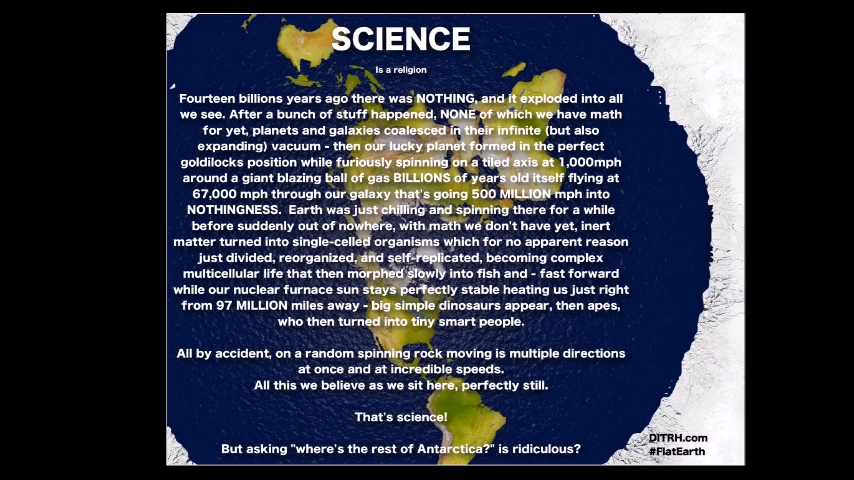 SCIENCE
Is a religion
Fourteen billions years ago there was NOTHING, and it exploded into all
we see. After a bunch of stuff happened, NONE of which we have math
for yet, planets and galaxies coalesced in their infinite (but also
expanding) vacuum - then our lucky planet formed in the perfect
goldilocks position while furiously spinning on a tiled axis at 1,000mph
around a giant blazing ball of gas BILLIONS of years old itself flying at
67,000 mph through our galaxy that's going 500 MILLION mph into
NOTHINGNESS. Earth was just chilling and spinning there for a while
before suddenly out of nowhere, with math we don't have yet, inert
matter turned into single-celled organisms which for no apparent reason
just divided, reorganized, and self-replicated, becoming complex
multicellular life that then morphed slowly into fish and - fast forward
while our nuclear furnace sun stays perfectly stable heating us just right
from 97 MILLION miles away - big simple dinosaurs appear, then apes,
who then turned into tiny smart people.
All by accident, on a random spinning rock moving is multiple directions
at once and at incredible speeds.
All this we believe as we sit here, perfectly still.
That's science!
But asking "where's the rest of Antarctica?" is ridiculous?
DITRH.com
#FlatEarth